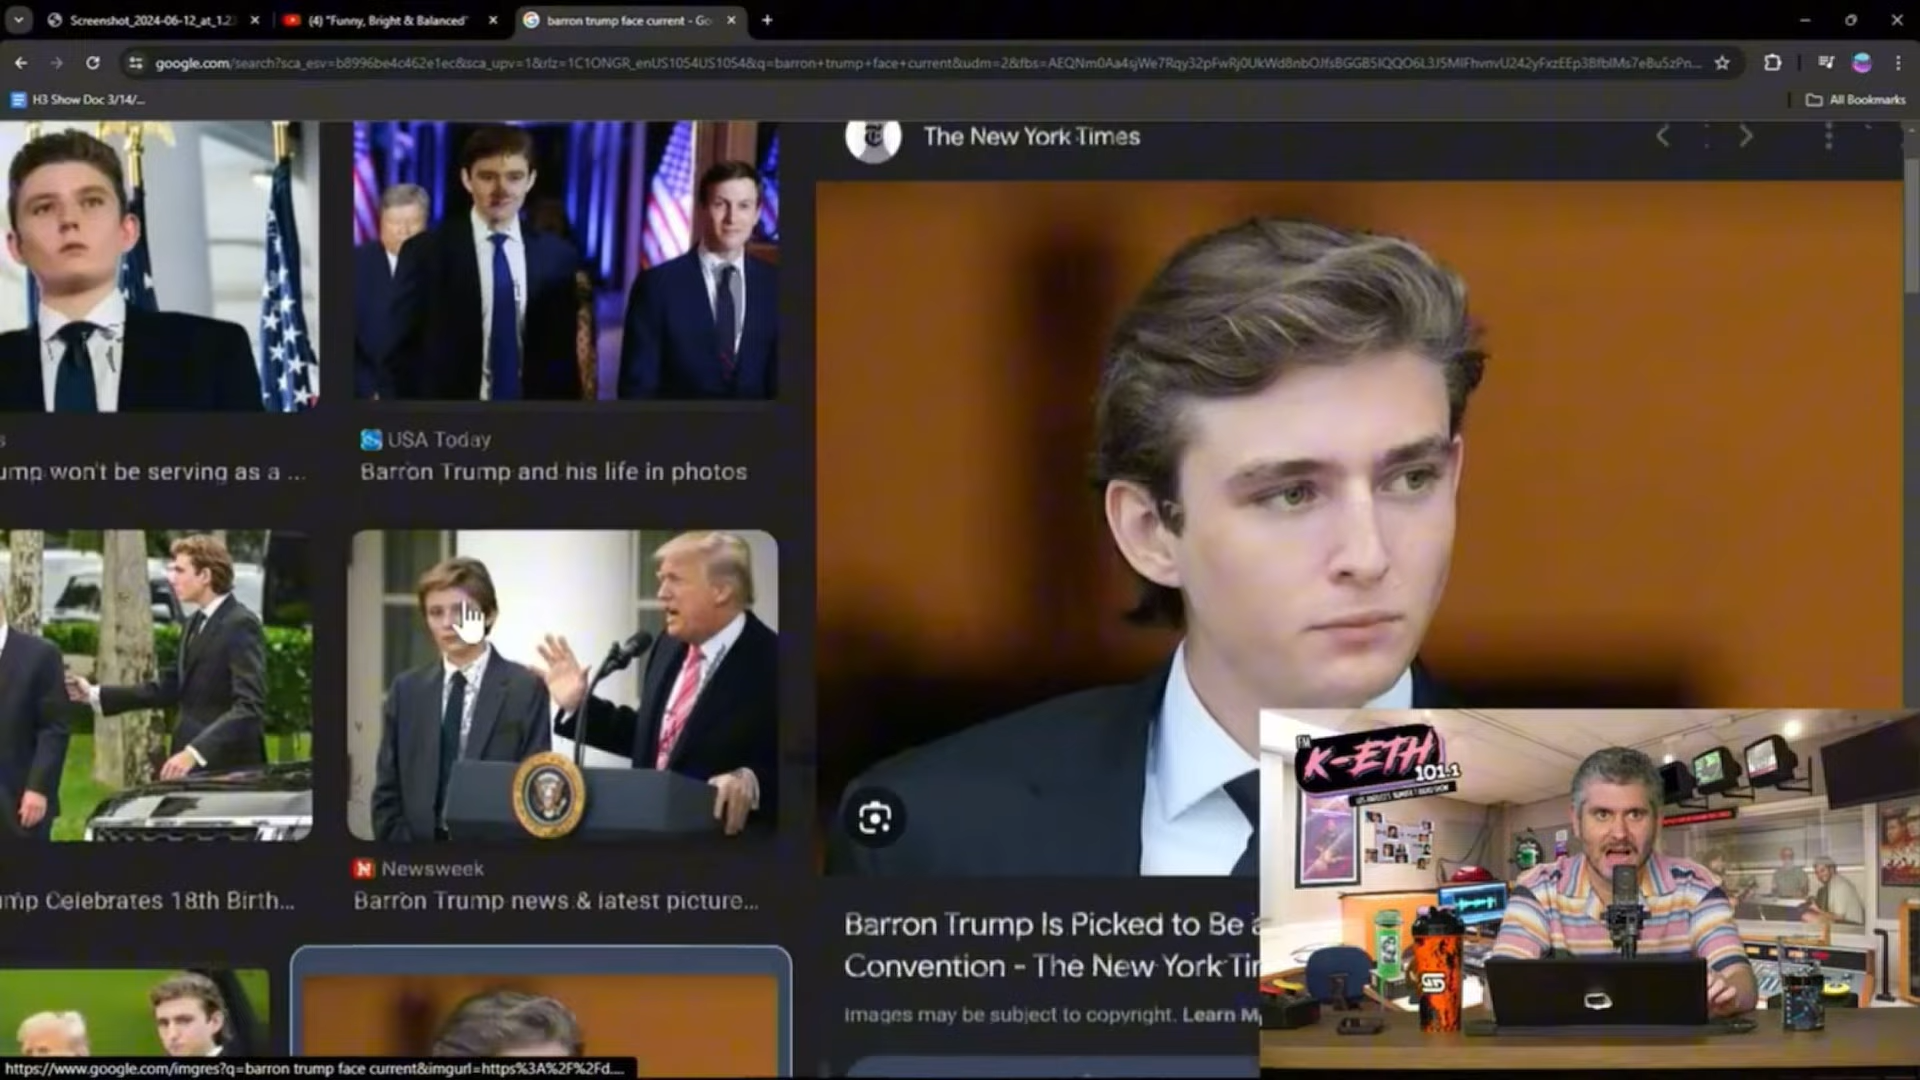 Screenshot_2024-06-12_at_1.2
(4) "Funny, Bright & Balanced"
barron trump face current - Go
H3 Show Doc 3/14/...
All Bookmarks
The New York Times
USA Today
ump won't be serving as a ...
Barron Trump and his life in photos
Newsweek
mp Celebrates 18th Birth...
Barron Trump news & latest picture...
Barron Trump Is Picked to Be a
Convention - The New York Tim
Images may be subject to copyright. Learn M
FM
K-ETH
101.1
https://www.google.com/imgres?q=barron trump face current&imgurl=https%3A%2F%2Fd....